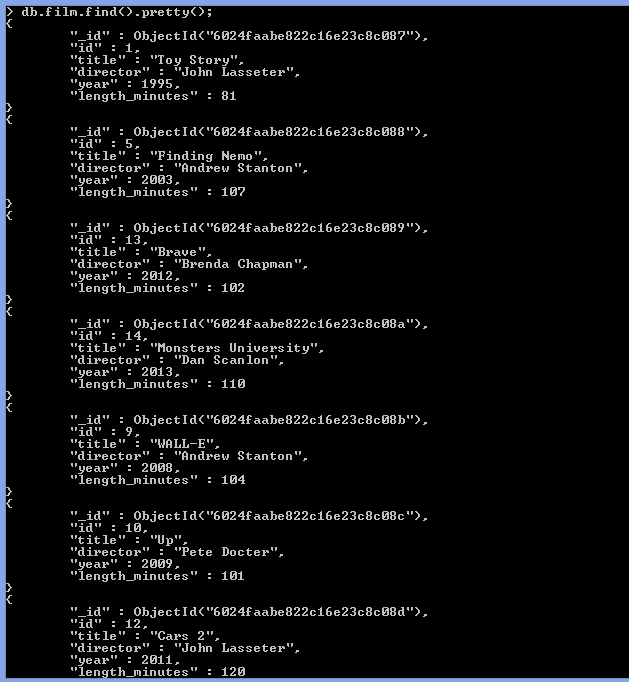 > db.film.find().pretty();
{
"_id" : ObjectId("6024faabe822c16e23c8c087"),
"id" : 1,
"title" : "Toy Story",
"director" : "John Lasseter",
"year" : 1995,
"length_minutes" : 81
}
{
"_id" : ObjectId("6024faabe822c16e23c8c088"),
"id" : 5,
"title" : "Finding Nemo",
"director" : "Andrew Stanton",
"year" : 2003,
"length_minutes" : 107
}
{
"_id" : ObjectId("6024faabe822c16e23c8c089"),
"id" : 13,
"title" : "Brave",
"director" : "Brenda Chapman",
"year" : 2012,
"length_minutes" : 102
}
{
"_id" : ObjectId("6024faabe822c16e23c8c08a"),
"id" : 14,
"title" : "Monsters University",
"director" : "Dan Scanlon",
"year" : 2013,
"length_minutes" : 110
}
{
"_id" : ObjectId("6024faabe822c16e23c8c08b"),
"id" : 9,
"title" : "WALL-E",
"director" : "Andrew Stanton",
"year" : 2008,
"length_minutes" : 104
}
{
"_id" : ObjectId("6024faabe822c16e23c8c08c"),
"id" : 10,
"title" : "Up",
"director" : "Pete Docter",
"year" : 2009,
"length_minutes" : 101
}
{
"_id" : ObjectId("6024faabe822c16e23c8c08d"),
"id" : 12,
"title" : "Cars 2",
"director" : "John Lasseter",
"year" : 2011,
"length_minutes" : 120